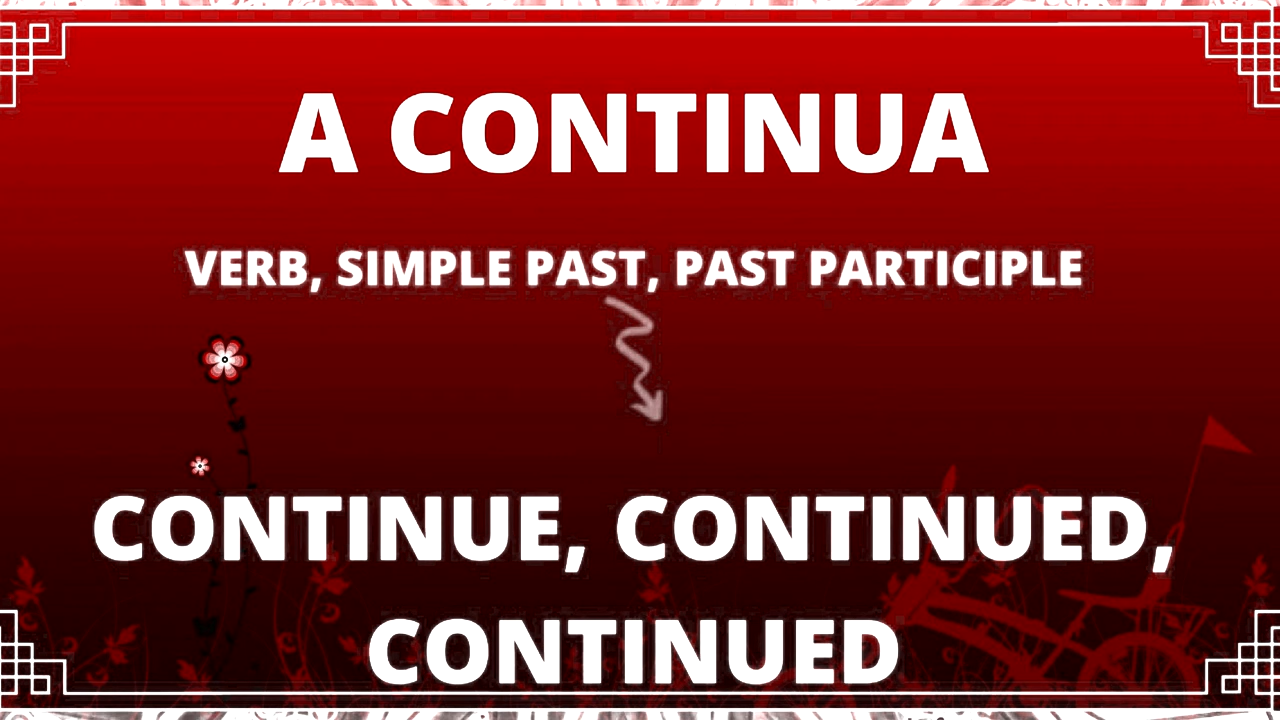 A CONTINUA
VERB, SIMPLE PAST, PAST PARTICIPLE
CONTINUE, CONTINUED,
CONTINUED